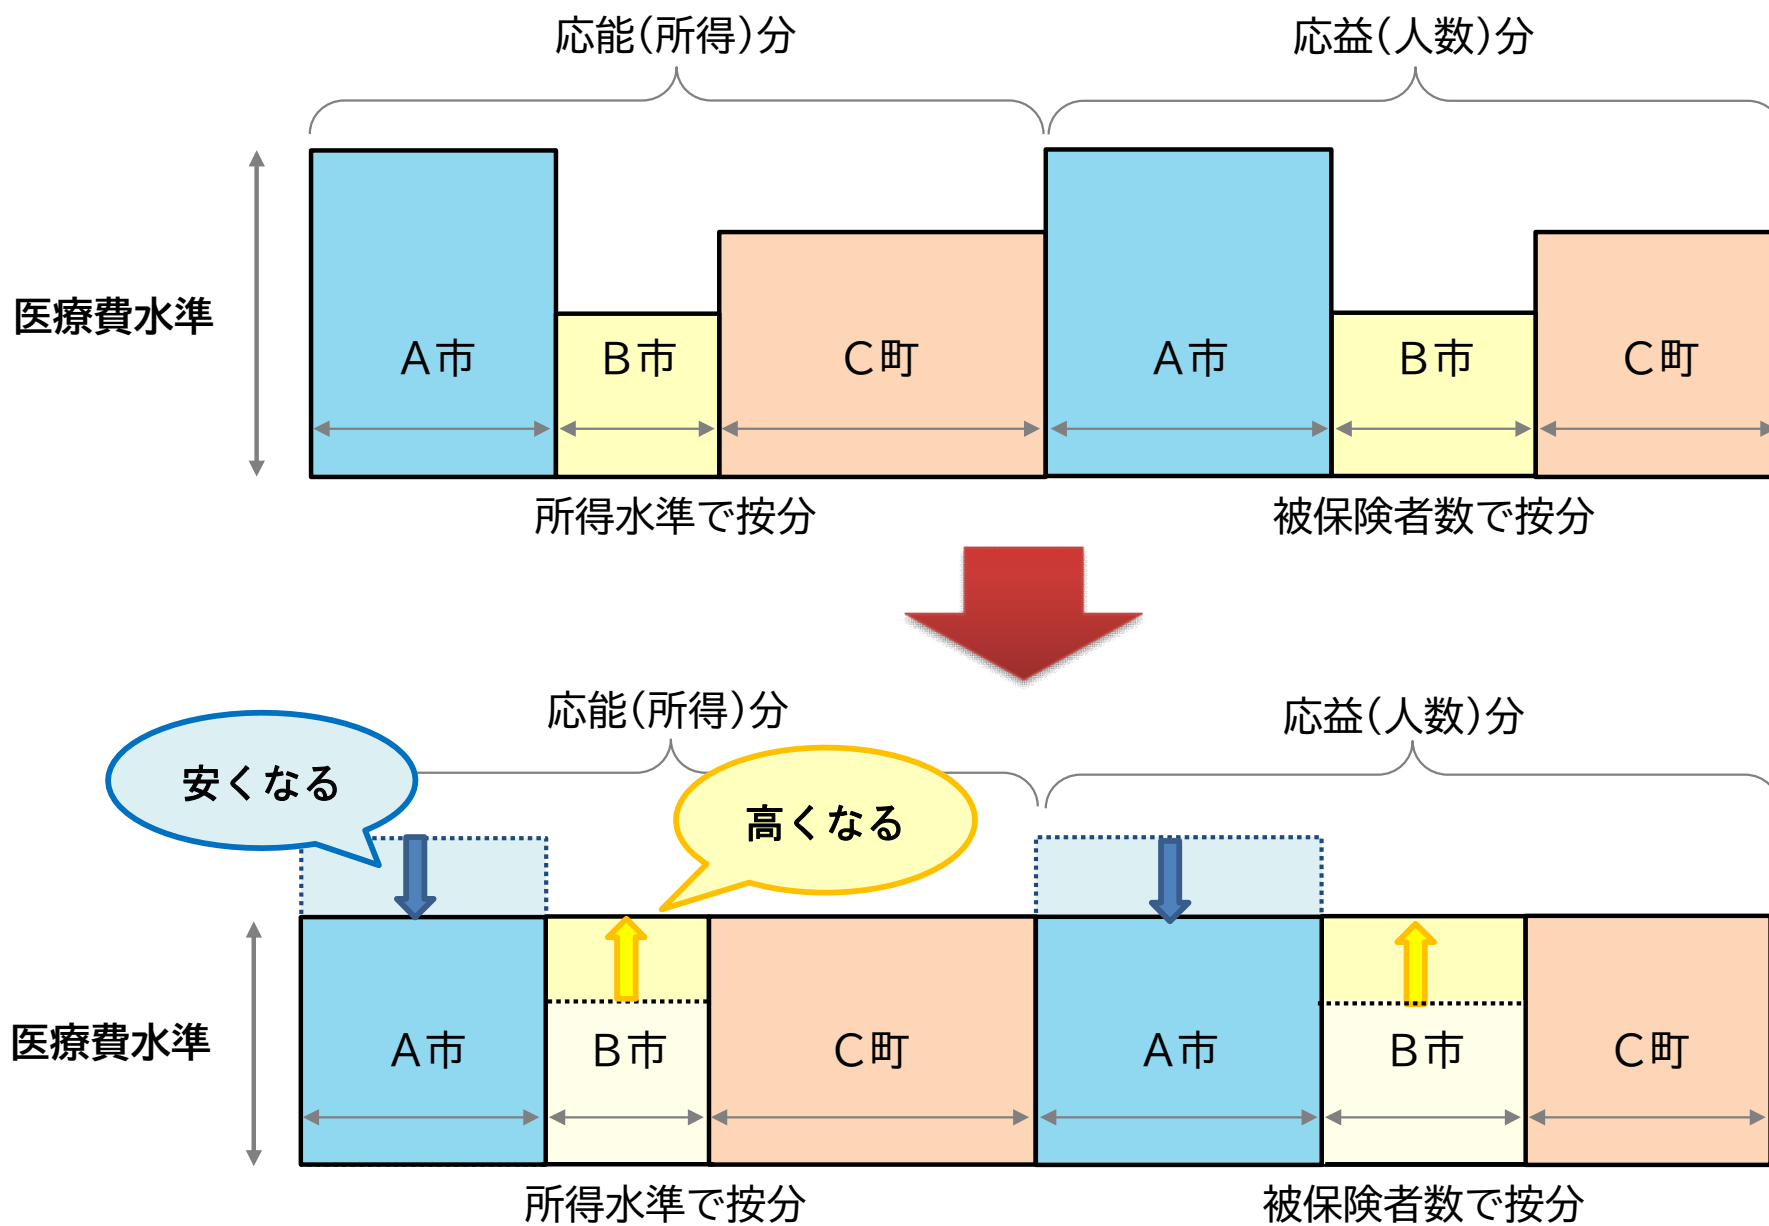 応能(所得)分
応益(人数)分
医療費水準
A市
B市
C町
A市
B市
C町
所得水準で按分
被保険者数で按分
応能(所得)分
応益(人数)分
安くなる
高くなる
医療費水準
A市
B市
C町
A市
B市
C町
所得水準で按分
被保険者数で按分